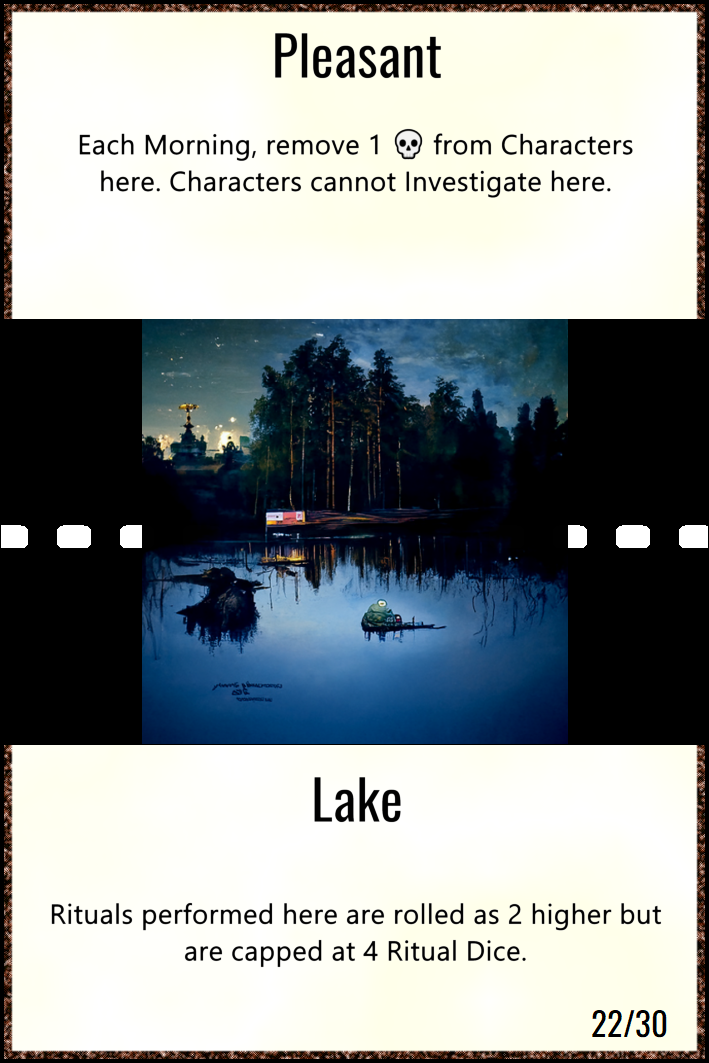 Pleasant
Each Morning, remove 1 💀 from Characters
here. Characters cannot Investigate here.
Lake
Rituals performed here are rolled as 2 higher but
are capped at 4 Ritual Dice.
22/30